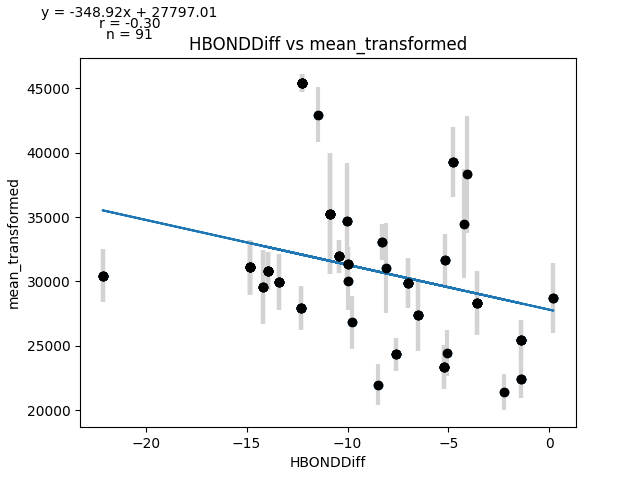 y = -348.92x + 27797.01
r = -0.30
n = 91
HBONDDiff vs mean_transformed
mean_transformed
45000
40000
35000
30000
25000
20000
−20
−15
−10
−5
0
HBONDDiff